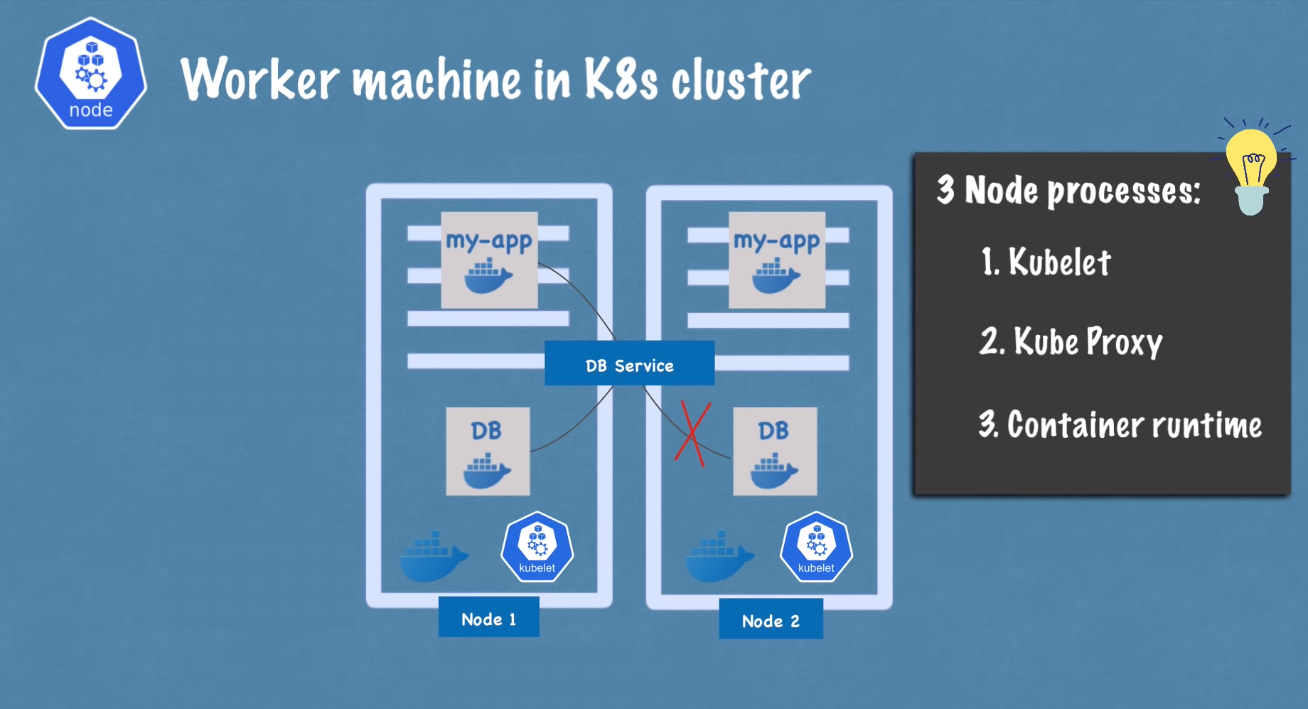 node
Worker machine in K8s cluster
3 Node processes:
1. Kubelet
2. Kube Proxy
3. Container runtime
my-app
my-app
DB Service
DB
DB
kubelet
kubelet
Node 1
Node 2